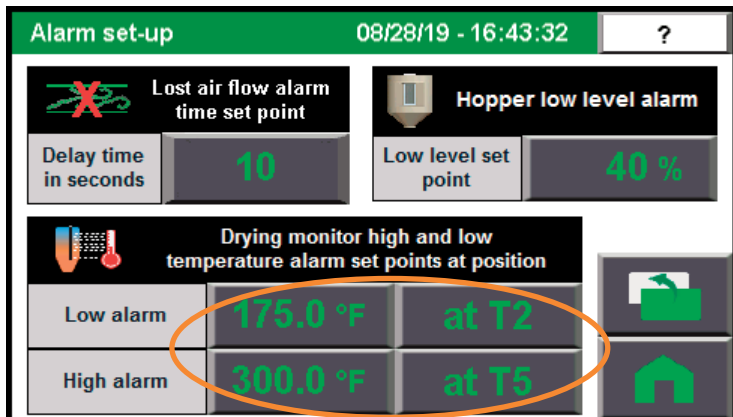 Alarm set-up 08/28/19 - 16:43:32 ?
Lost air flow alarm
time set point
Delay time
in seconds
10
Hopper low level alarm
Low level set
point
40 %
Drying monitor high and low
temperature alarm set points at position
Low alarm 175.0 °F at T2
High alarm 300.0 °F at T5